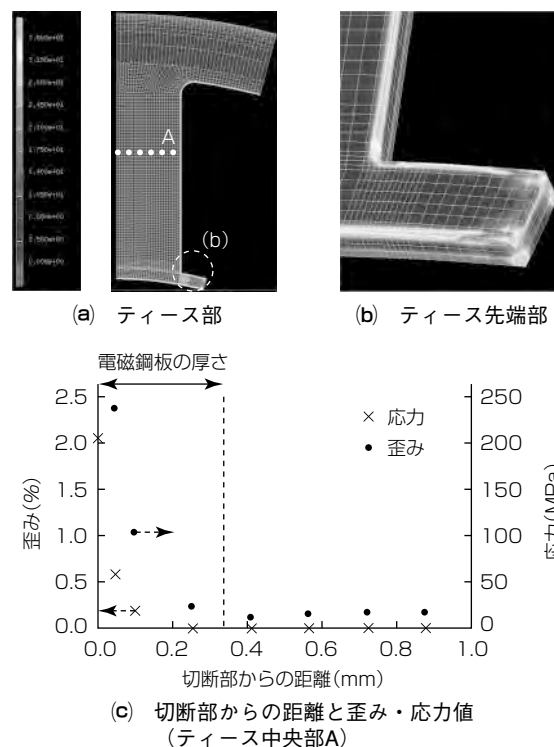 A
(b)
(a) ティース部
(b) ティース先端部
電磁鋼板の厚さ
2.5
2.0
1.5
1.0
0.5
0.0
歪み(%)
× 応力
● 歪み
250
200
150
100
50
0
応力(MPa)
0.0 0.2 0.4 0.6 0.8 1.0
切断部からの距離(mm)
(c) 切断部からの距離と歪み・応力値
(ティース中央部A)